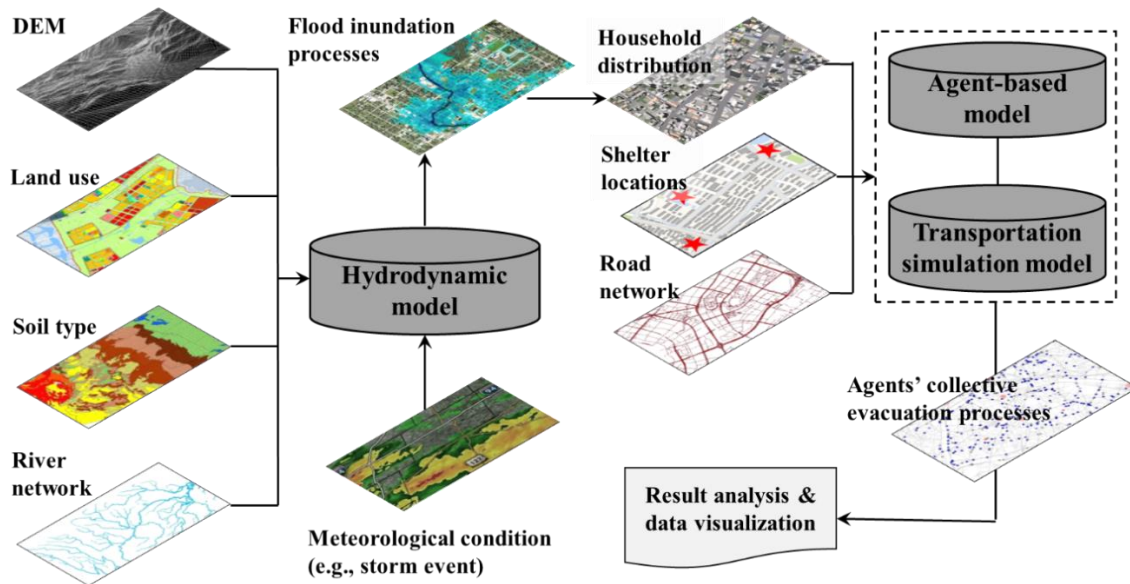 DEM
Land use
Soil type
River
network
Flood inundation
processes
Hydrodynamic
model
Meteorological condition
(e.g., storm event)
Household
distribution
Shelter
locations
Road
network
Agent-based
model
Transportation
simulation model
Agents’ collective
evacuation processes
Result analysis &
data visualization